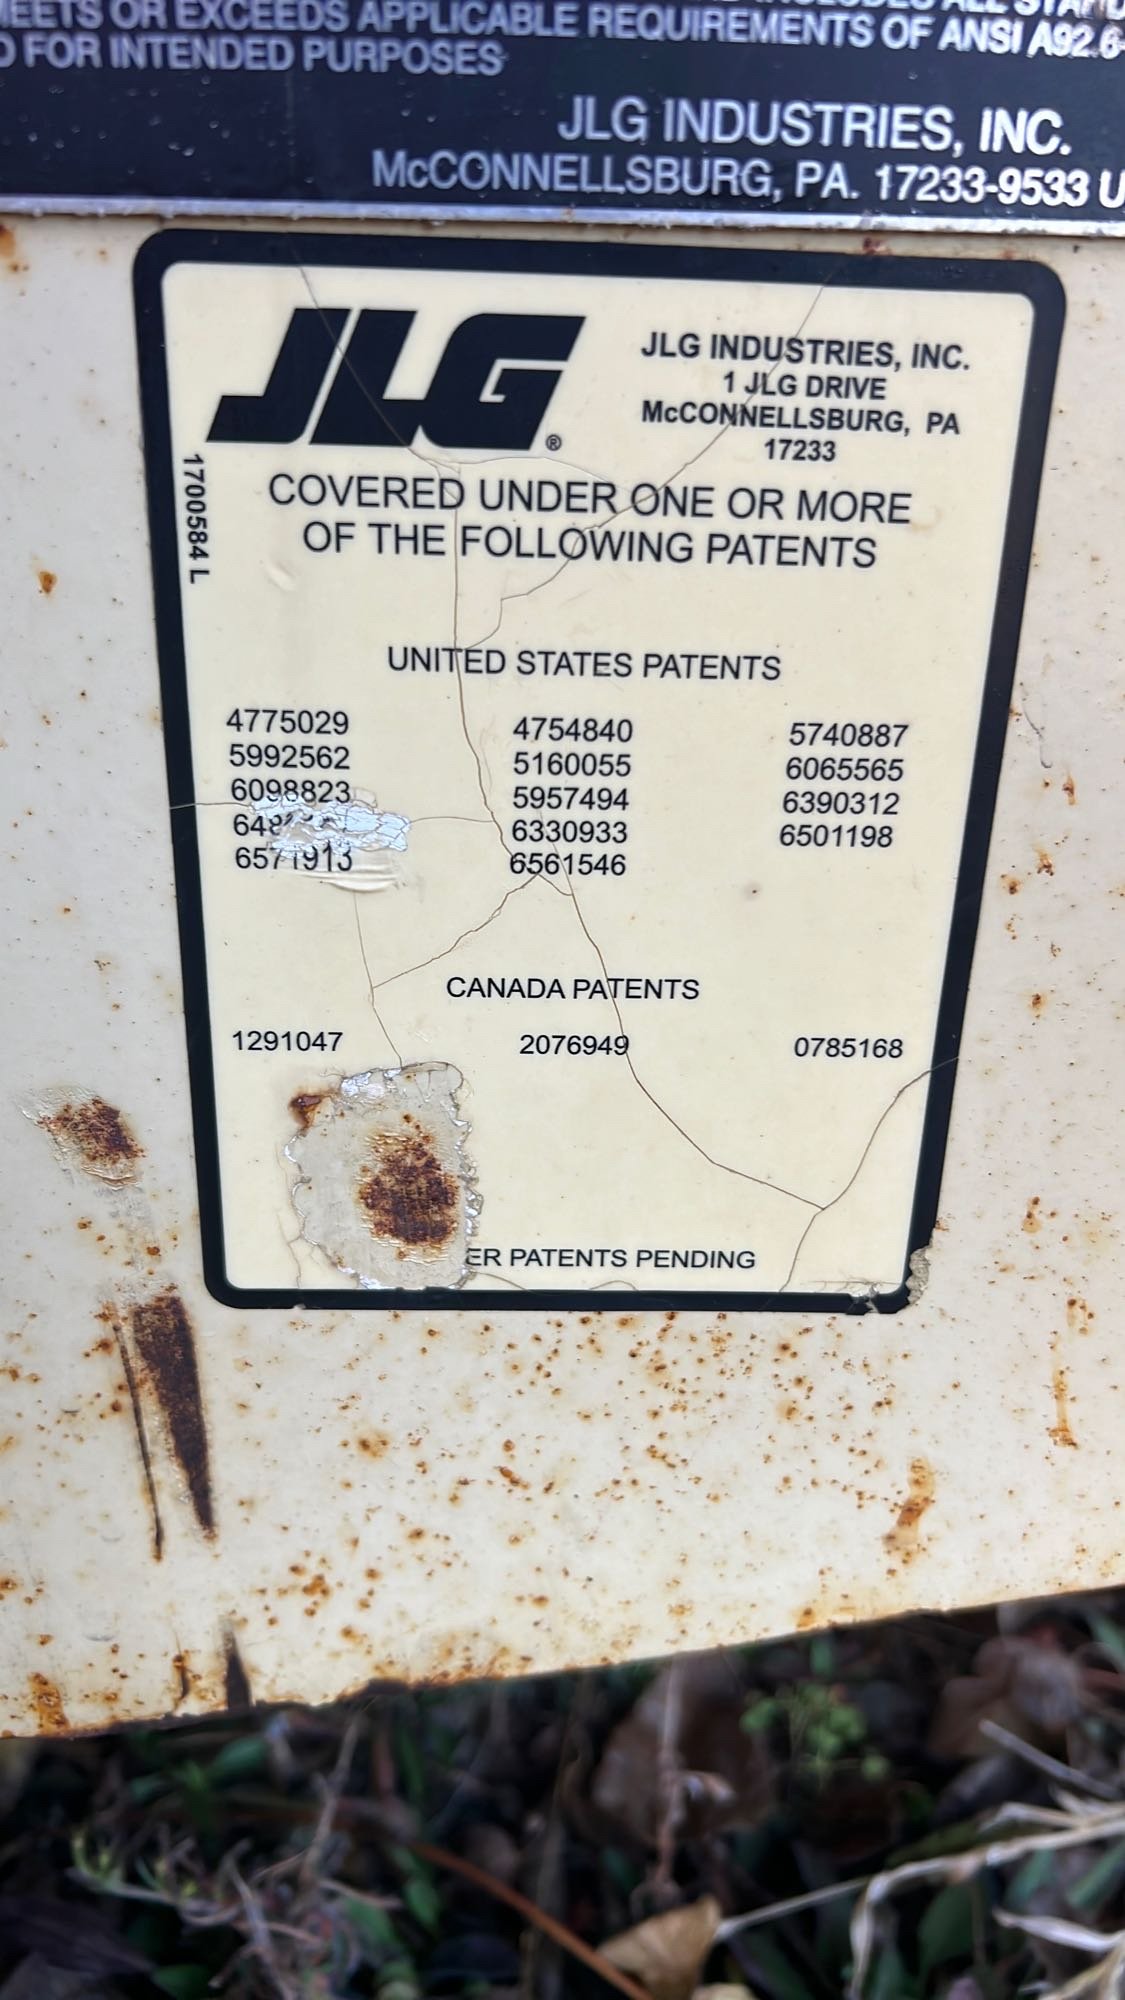 REQUIREMENTS OF ANSI A92.6
MEETS OR EXCEEDS APPLICABLE
FOR INTENDED PURPOSES
JLG INDUSTRIES, INC.
McCONNELLSBURG, PA. 17233-9533
JLG®
JLG INDUSTRIES, INC.
1 JLG DRIVE
McCONNELLSBURG, PA
17233
1700584 L
COVERED UNDER ONE OR MORE
OF THE FOLLOWING PATENTS
UNITED STATES PATENTS
4775029 4754840 5740887
5992562 5160055 6065565
6098823 5957494 6390312
6330933 6501198
6571913 6561546
CANADA PATENTS
1291047 2076949 0785168
PATENTS PENDING